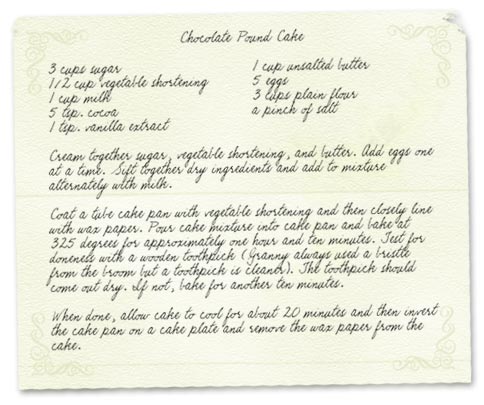 Chocolate Pound Cake
3 cups sugar
1/2 cup vegetable shortening
1 cup milk
5 tsp. cocoa
1 tsp. vanilla extract
1 cup unsalted butter
5 eggs
3 cups plain flour
a pinch of salt
Cream together sugar, vegetable shortening, and butter. Add eggs one
at a time. Sift together dry ingredients and add to mixture
alternately with milk.
Coat a tube cake pan with vegetable shortening and then closely line
with wax paper. Pour cake mixture into cake pan and bake at
325 degrees for approximately one hour and ten minutes. Test for
doneness with a wooden toothpick (Granny always used a bristle
from the broom but a toothpick is cleaner). The toothpick should
come out dry. If not, bake for another ten minutes.
When done, allow cake to cool for about 20 minutes and then invert
the cake pan on a cake plate and remove the wax paper from the
cake.